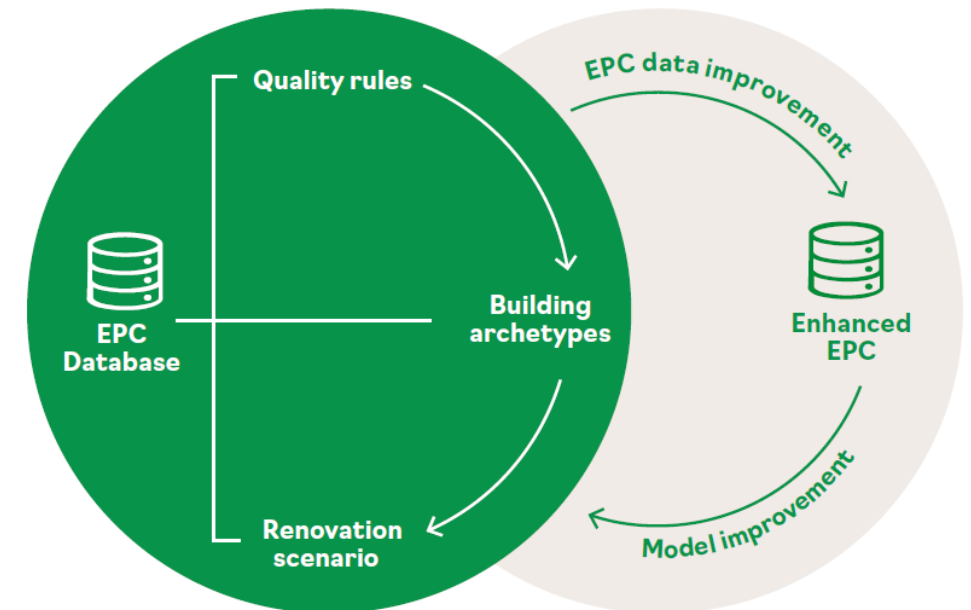 Quality rules
EPC data improvement
EPC
Database
Building
archetypes
Enhanced
EPC
Renovation
scenario
Model improvement